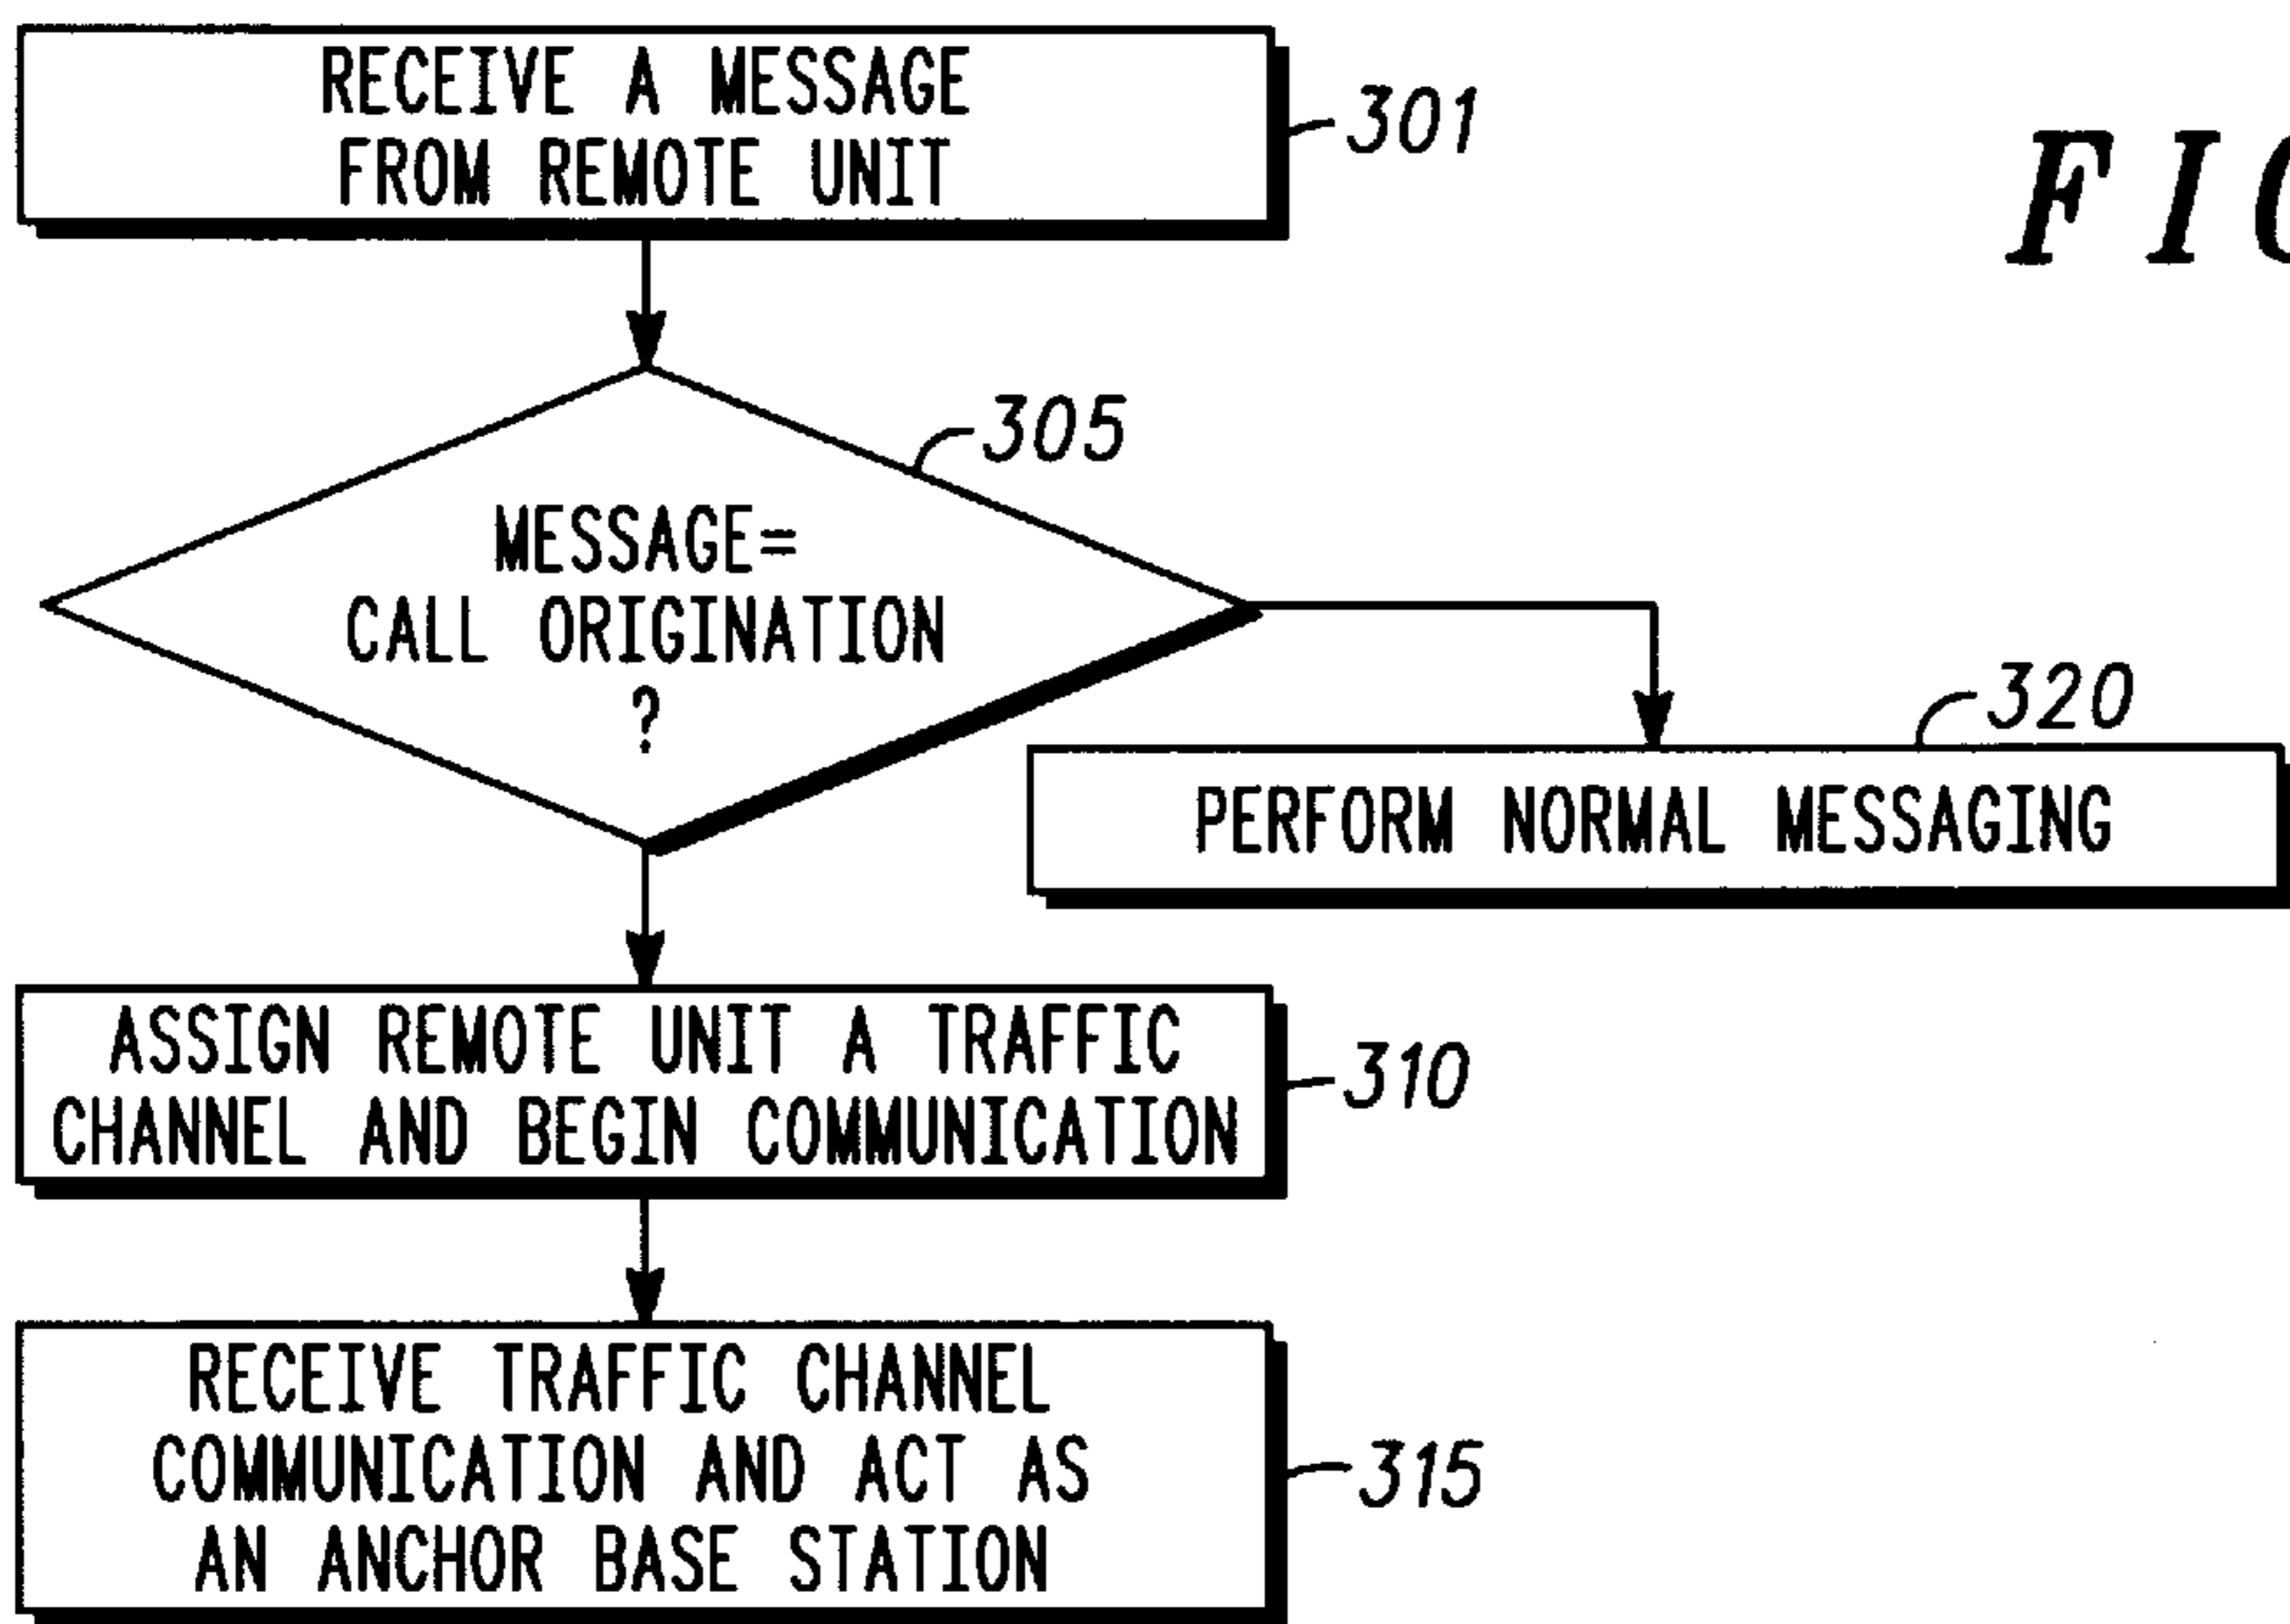 RECEIVE A MESSAGE
FROM REMOTE UNIT
301
305
MESSAGE=
CALL ORIGINATION
?
320
PERFORM NORMAL MESSAGING
ASSIGN REMOTE UNIT A TRAFFIC
CHANNEL AND BEGIN COMMUNICATION
310
RECEIVE TRAFFIC CHANNEL
COMMUNICATION AND ACT AS
AN ANCHOR BASE STATION
315